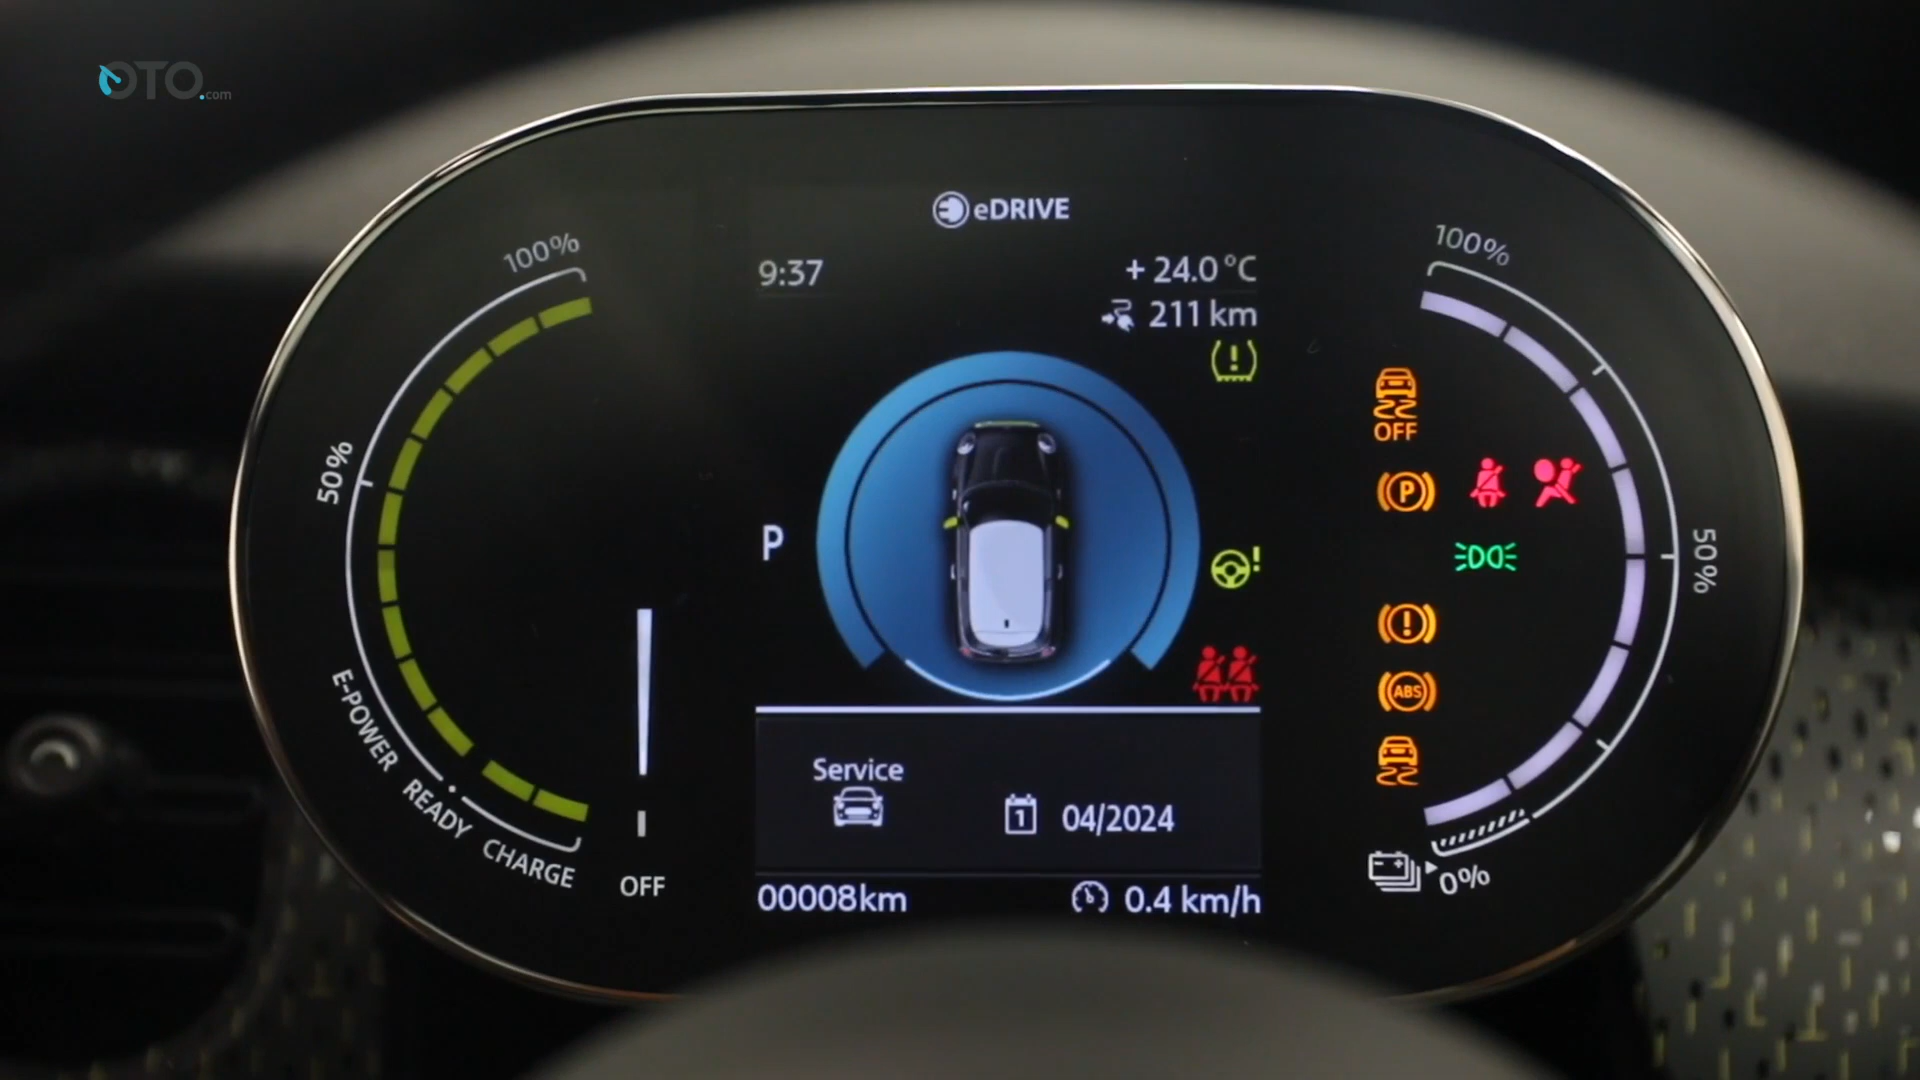 OTO.com
eDRIVE
9:37
+ 24.0 °C
211 km
100%
50%
E-POWER
READY
CHARGE
OFF
P
Service
1
04/2024
00008km
0.4 km/h
OFF
P
ABS
100%
50%
0%